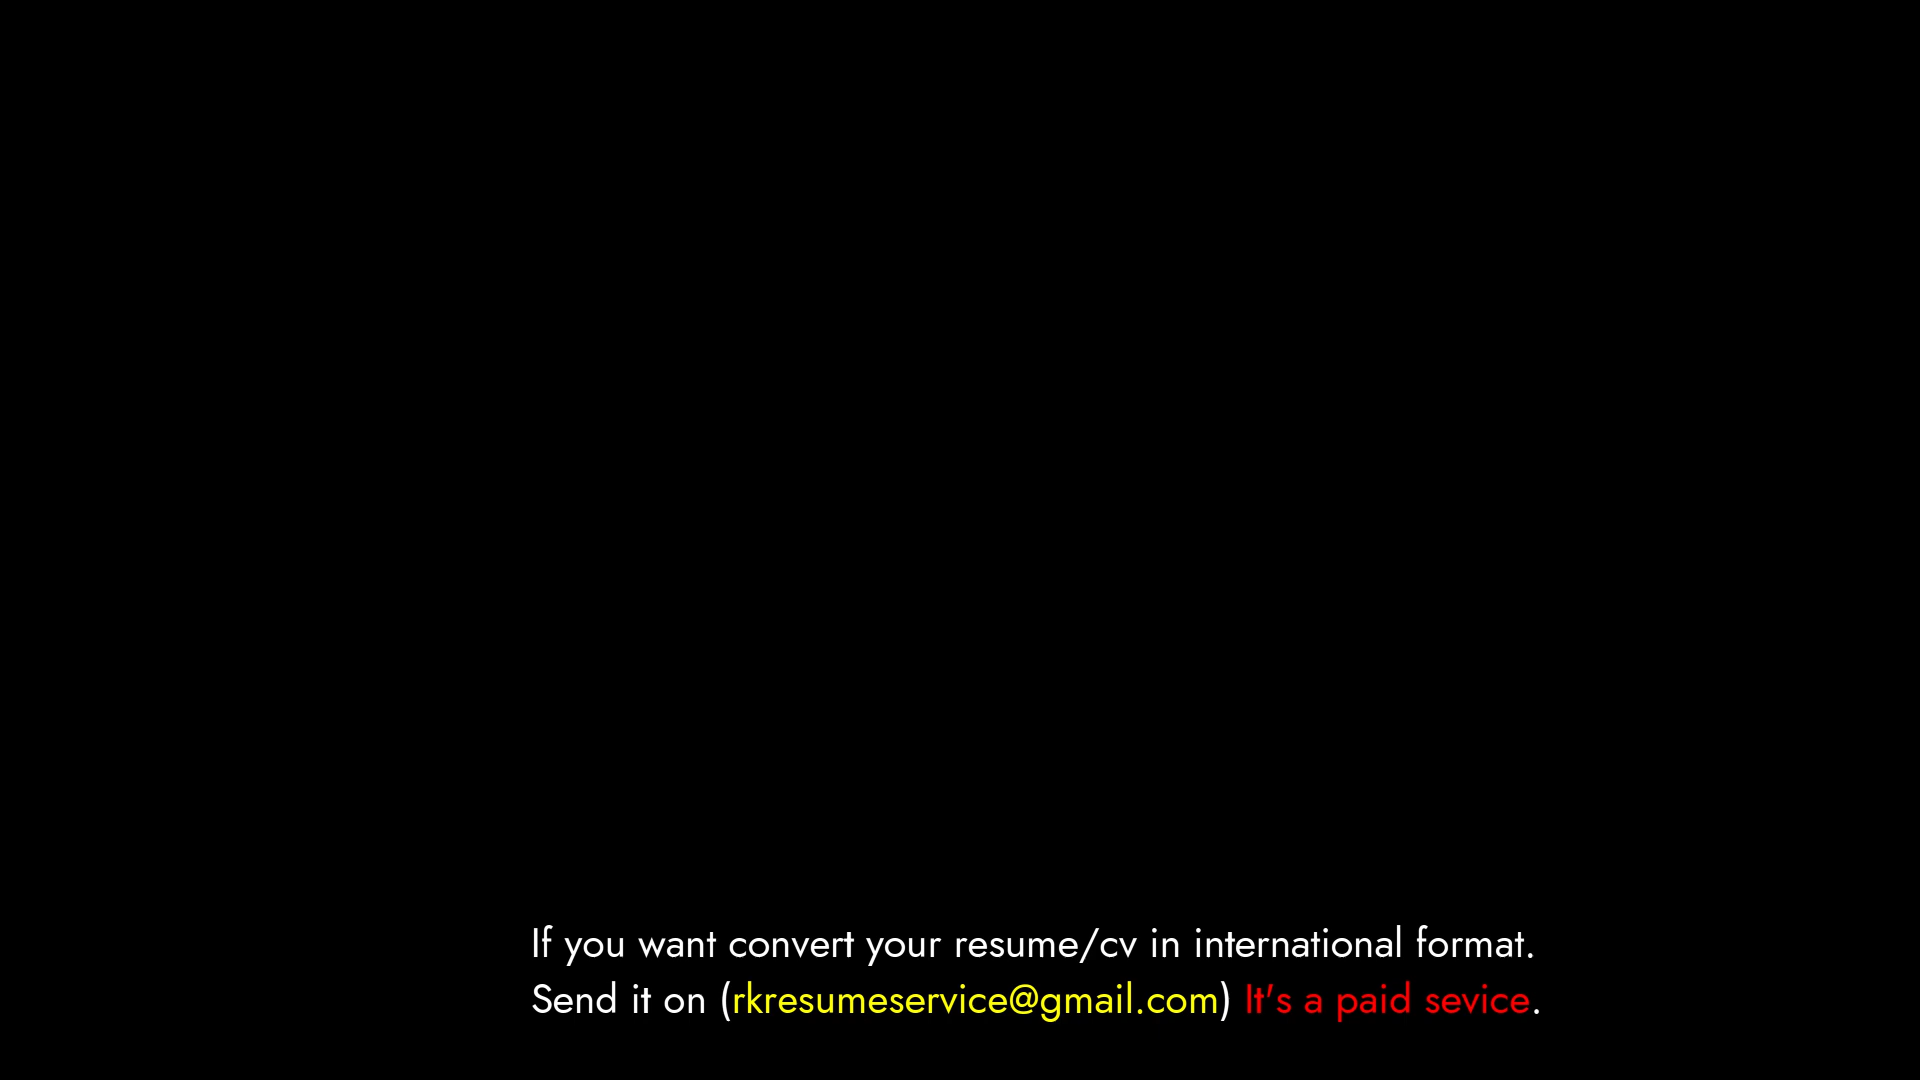 If you want convert your resume/cv in international format.
Send it on (rkresumeservice@gmail.com) It's a paid sevice.